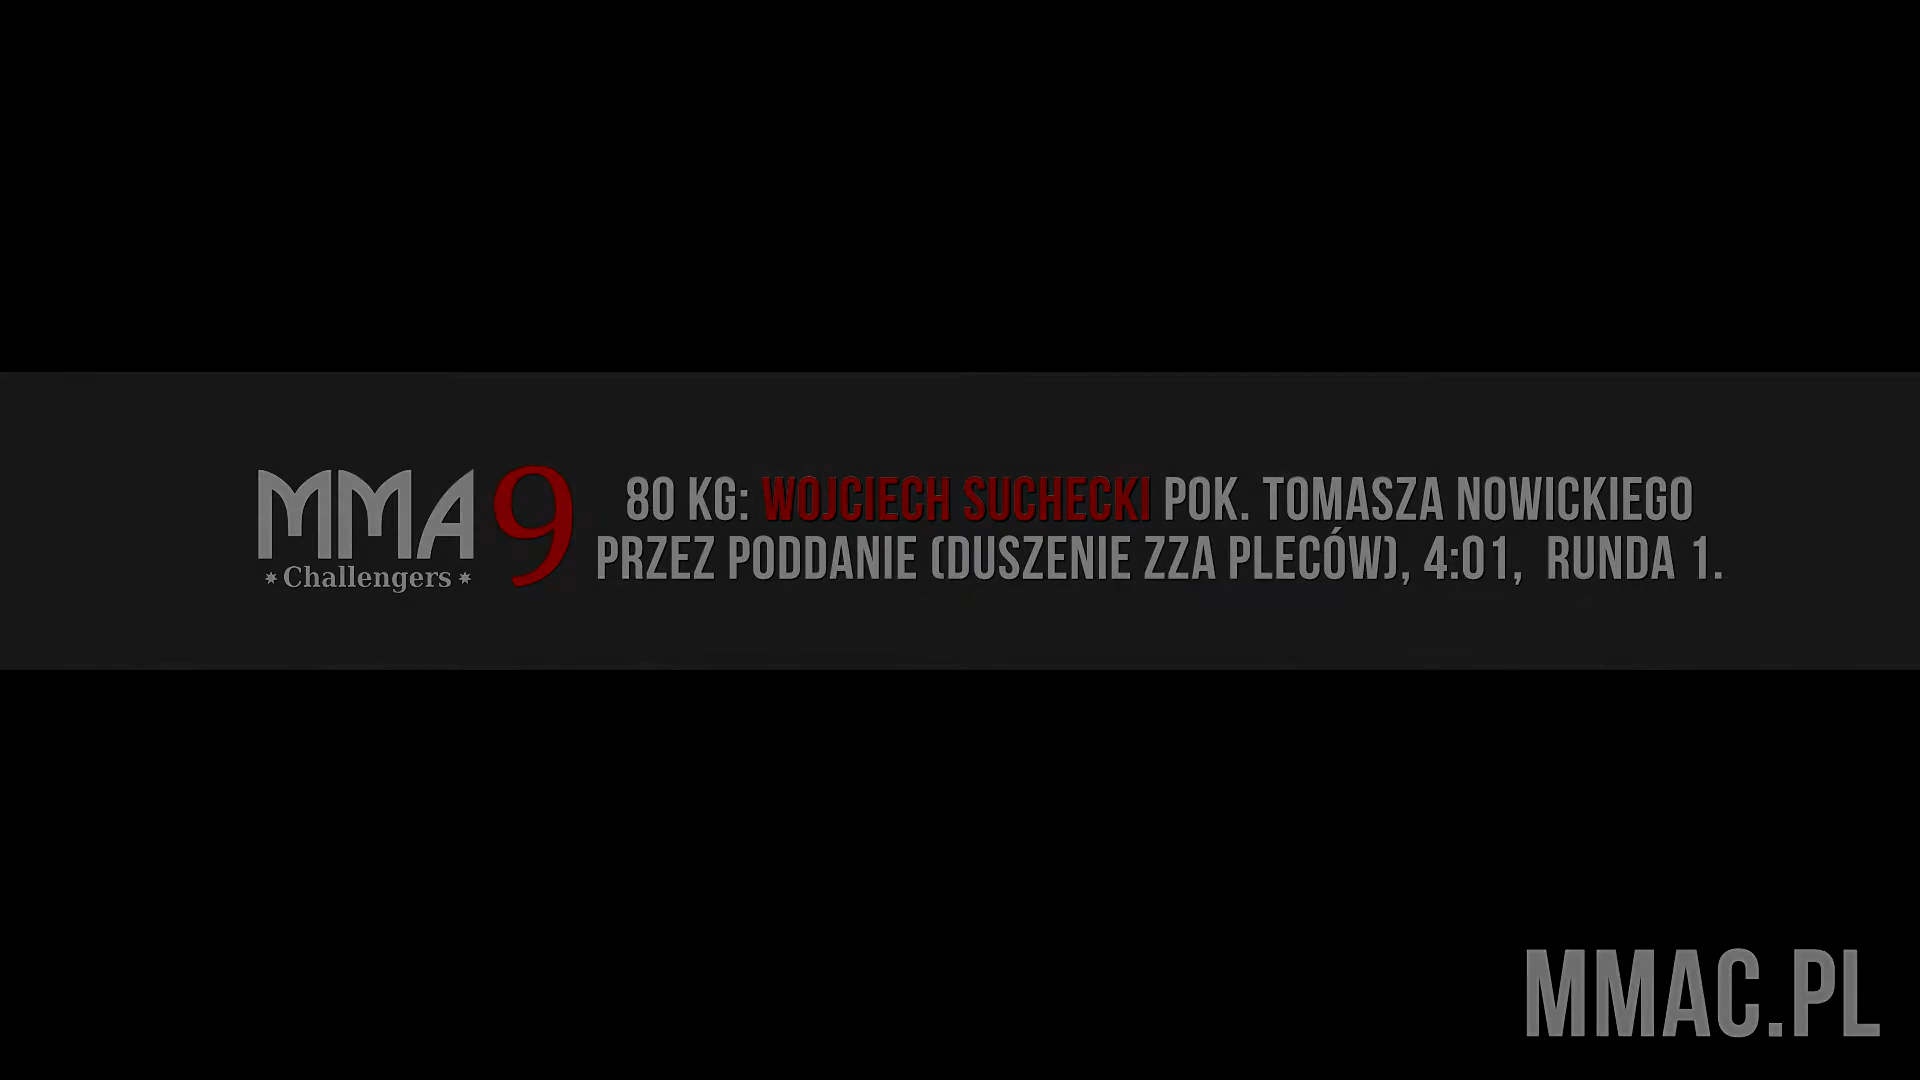 MMA 9
★ Challengers ★
80 KG: WOJCIECH SUCHECKI POK. TOMASZA NOWICKIEGO
PRZEZ PODDANIE (DUSZENIE ZZA PLECÓW), 4:01, RUNDA 1.
MMAC.PL